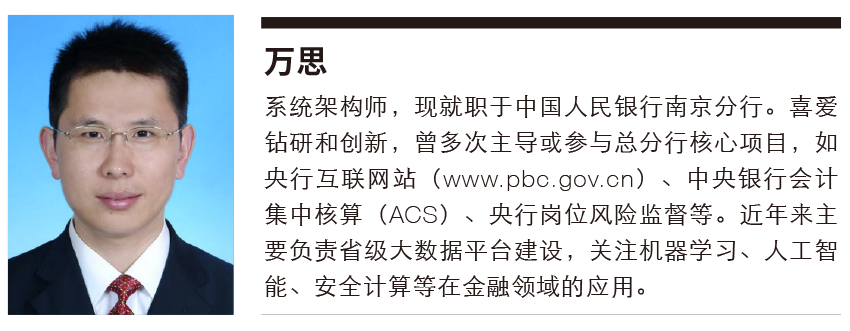 万思
系统架构师，现就职于中国人民银行南京分行。喜爱
钻研和创新，曾多次主导或参与总分行核心项目，如
央行互联网站（www.pbc.gov.cn）、中央银行会计
集中核算（ACS）、央行岗位风险监督等。近年来主
要负责省级大数据平台建设，关注机器学习、人工智
能、安全计算等在金融领域的应用。